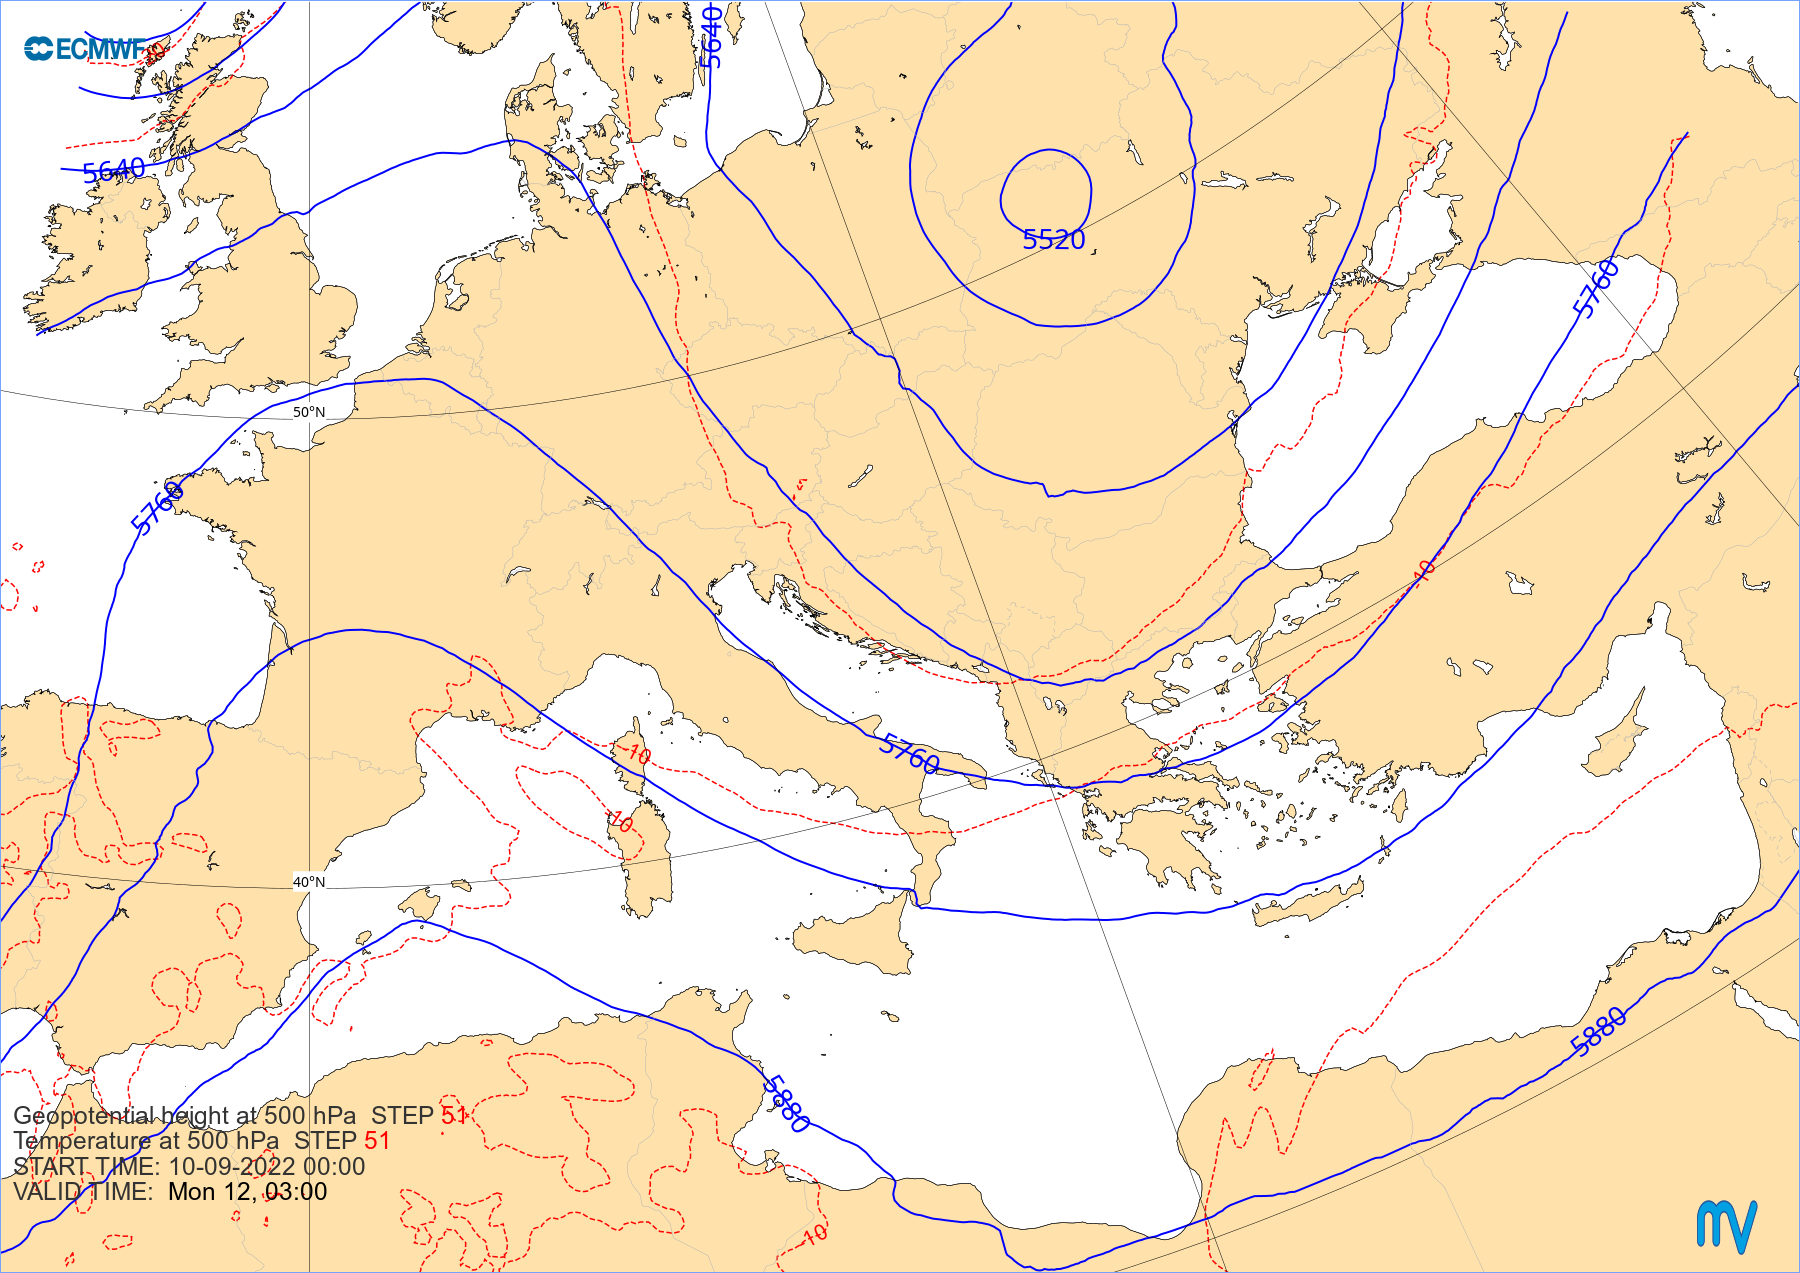 5640
ECMWF
10
5640
5520
5760
50°N
5760
10
5760
-10
10
40°N
5880
5880
Geopotential height at 500 hPa  STEP 51
Temperature at 500 hPa  STEP 51
START TIME: 10-09-2022 00:00
VALID TIME:  Mon 12, 03:00
-10